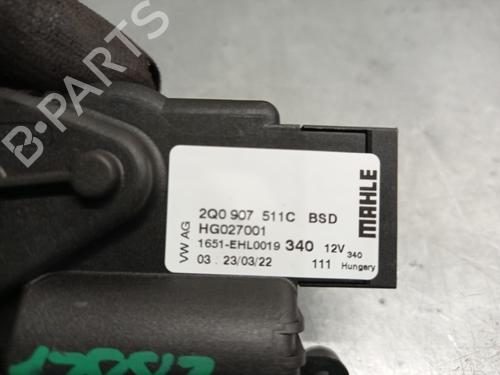 B-PARTS
2Q0 907 511C BSD
HG027001
1651-EHL0019 340 12V 340
03 . 23/03/22 111 Hungary
VW AG
MAHLE